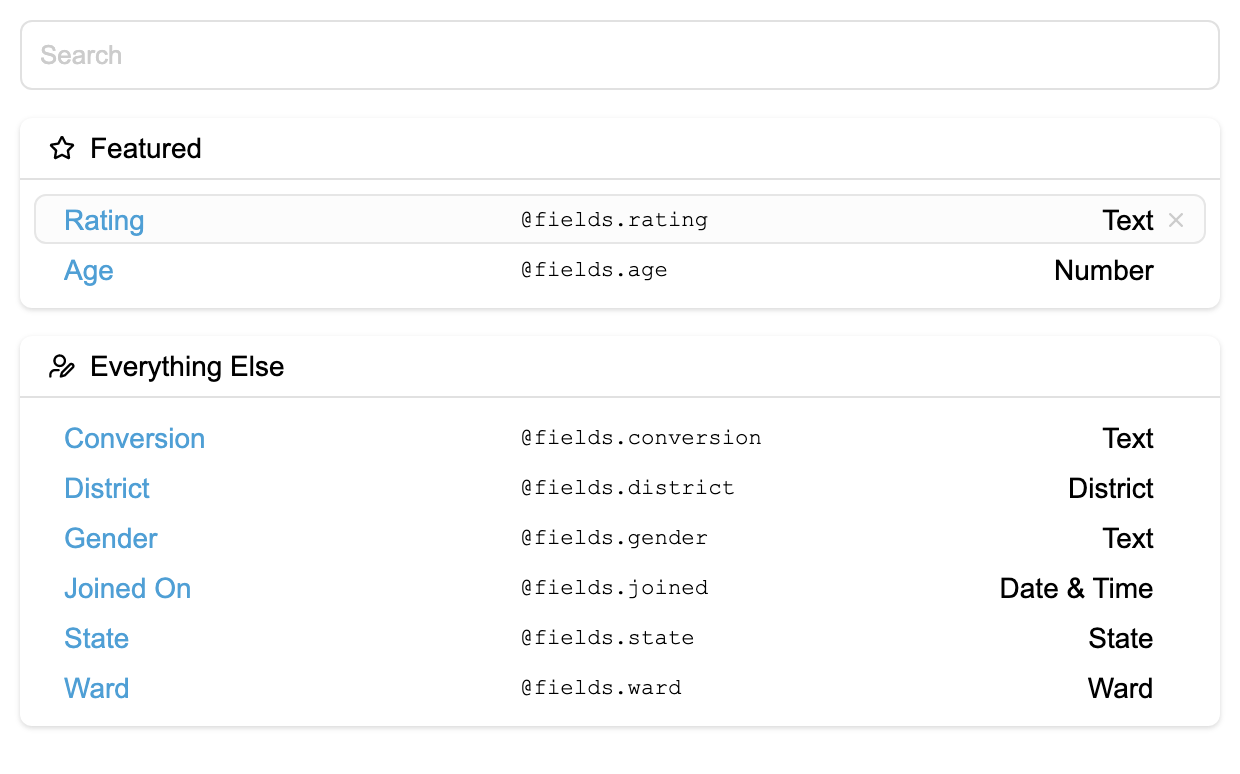 Search
Featured
Rating @fields.rating Text ×
Age @fields.age Number
Everything Else
Conversion @fields.conversion Text
District @fields.district District
Gender @fields.gender Text
Joined On @fields.joined Date & Time
State @fields.state State
Ward @fields.ward Ward